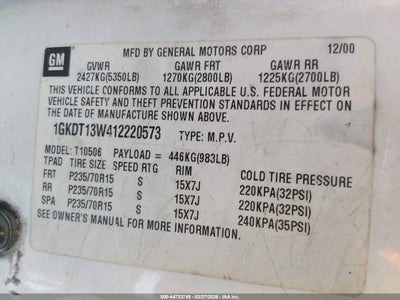 GM
MFD BY GENERAL MOTORS CORP 12/00
GVWR GAWR FRT GAWR RR
2427KG(5350LB) 1270KG(2800LB) 1225KG(2700LB)
THIS VEHICLE CONFORMS TO ALL APPLICABLE U.S. FEDERAL MOTOR
VEHICLE SAFETY AND THEFT PREVENTION STANDARDS IN EFFECT ON
THE DATE OF MANUFACTURE SHOWN ABOVE.
1GKDT13W412220573 TYPE: M.P.V.
MODEL: T10506 PAYLOAD = 446KG(983LB)
TPAD TIRE SIZE SPEED RTG RIM COLD TIRE PRESSURE
FRT P235/70R15 S 15X7J 220KPA(32PSI)
RR P235/70R15 S 15X7J 220KPA(32PSI)
SPA P235/70R15 S 15X7J 240KPA(35PSI)
SEE OWNER'S MANUAL FOR MORE INFORMATION.